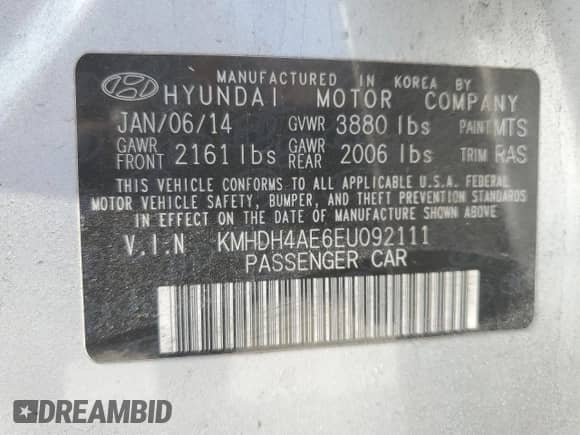 MANUFACTURED IN KOREA BY
HYUNDAI MOTOR COMPANY
JAN/06/14 GVWR 3880 lbs PAINT MTS
GAWR FRONT 2161 lbs GAWR REAR 2006 lbs TRIM RAS
THIS VEHICLE CONFORMS TO ALL APPLICABLE U.S.A. FEDERAL
MOTOR VEHICLE SAFETY, BUMPER, AND THEFT PREVENTION STANDARDS
IN EFFECT ON THE DATE OF MANUFACTURE SHOWN ABOVE
V.I.N KMHDH4AE6EU092111
PASSENGER CAR
DREAMBID